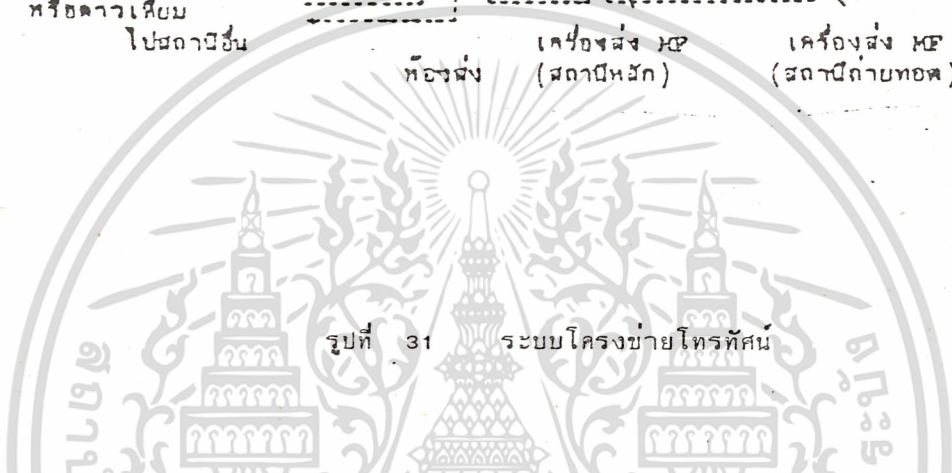 หรือดาวเทียม
ไปสถานีอื่น
เครื่องส่ง MP เครื่องส่ง MP
ห้องส่ง (สถานีหลัก) (สถานีถ่ายทอด)
รูปที่ 31 ระบบโครงข่ายโทรทัศน์